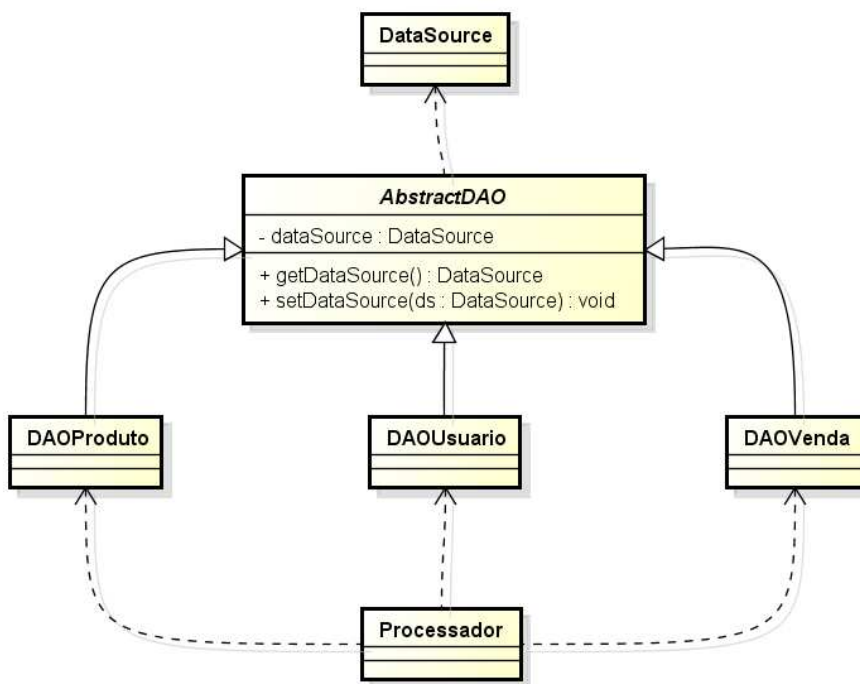 DataSource
AbstractDAO
- dataSource : DataSource
+ getDataSource() : DataSource
+ setDataSource(ds : DataSource) : void
DAOProduto
DAOUsuario
DAOVenda
Processador